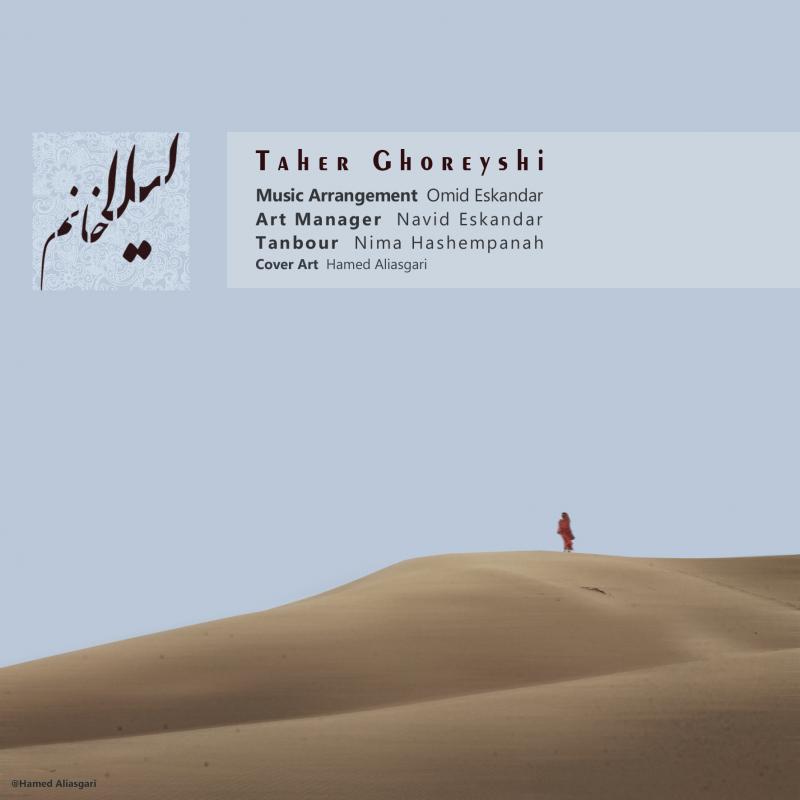 لیلا خانم
Taher Ghoreyshi
Music Arrangement Omid Eskandar
Art Manager Navid Eskandar
Tanbour Nima Hashempanah
Cover Art Hamed Aliasgari
@Hamed Aliasgari